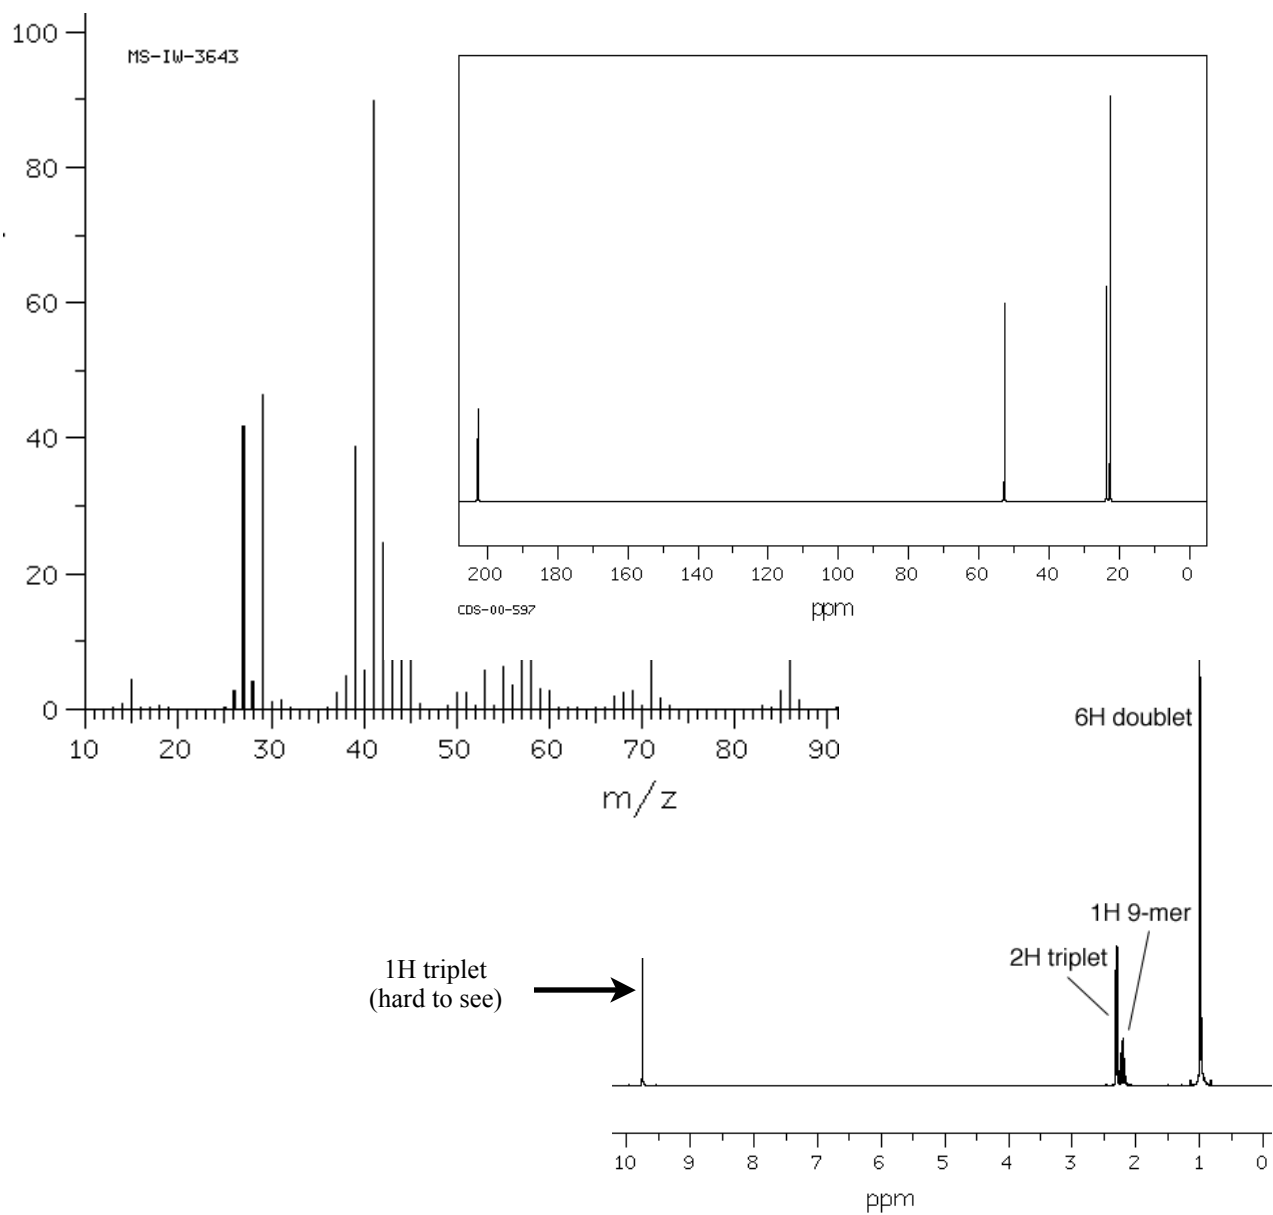 100
MS-IW-3643
80
60
40
20
0
10 20 30 40 50 60 70 80 90
m/z
200 180 160 140 120 100 80 60 40 20 0
CDS-00-597
ppm
6H doublet
1H 9-mer
2H triplet
1H triplet
(hard to see)
10 9 8 7 6 5 4 3 2 1 0
ppm